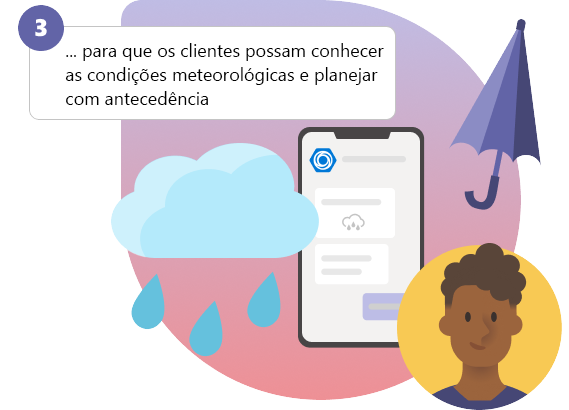 3
... para que os clientes possam conhecer
as condições meteorológicas e planejar
com antecedência